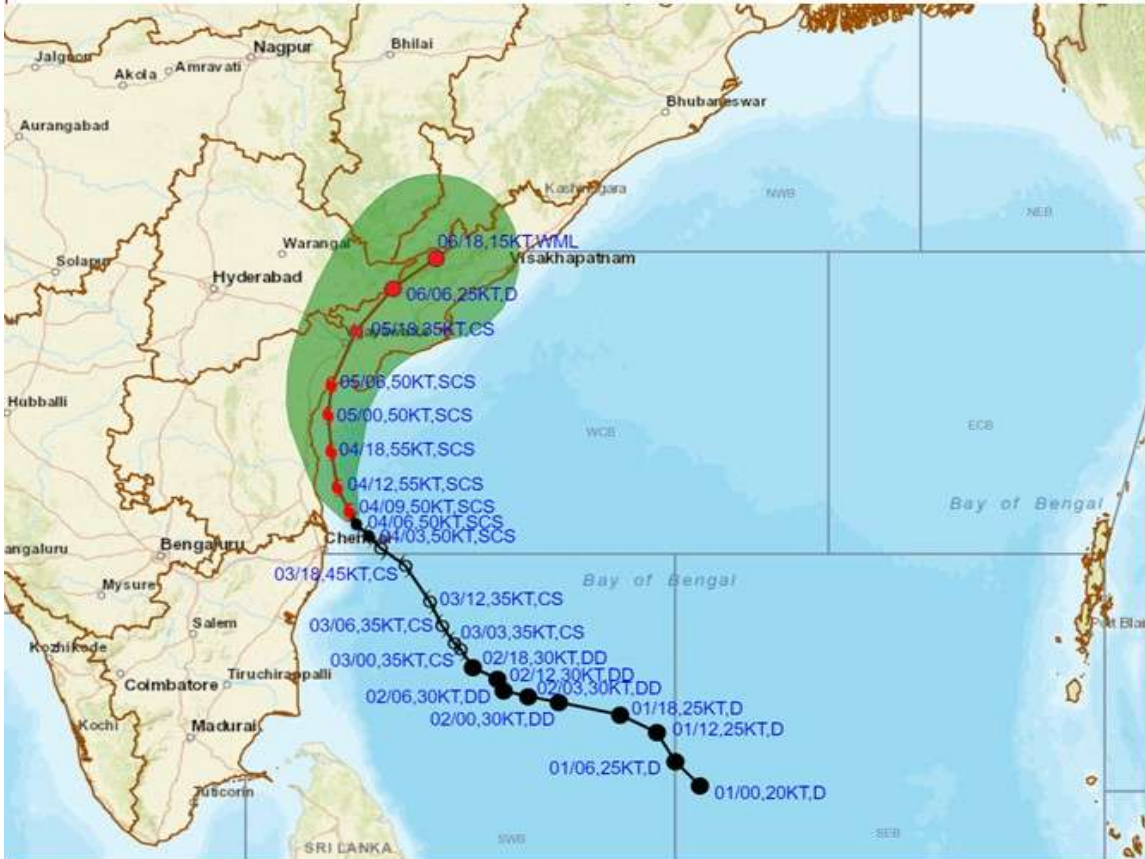 Nagpur
Bhilai
Jalgaon
Akola
Amravati
Bhubaneswar
Aurangabad
NWB
NEB
06/18,15KT,WML
Visakhapatnam
Warangal
Solapur
Hyderabad
06/06,25KT,D
05/18,35KT,CS
05/06,50KT,SCS
Hubballi
05/00,50KT,SCS
WCB
ECB
04/18,55KT,SCS
04/12,55KT,SCS
Bay of Bengal
04/09,50KT,SCS
04/06,50KT,SCS
04/03,50KT,SCS
angaluru
Bengaluru
03/18,45KT,CS
Bay of Bengal
Mysuru
03/12,35KT,CS
Salem
03/06,35KT,CS
03/03,35KT,CS
Kozhikode
03/00,35KT,CS
02/18,30KT,DD
Coimbatore
Tiruchirappalli
02/12,30KT,DD
02/06,30KT,DD
02/03,30KT,DD
02/00,30KT,DD
01/18,25KT,D
Kochi
Madurai
01/12,25KT,D
01/06,25KT,D
01/00,20KT,D
Tuticorin
SRI LANKA
SWB
SEB